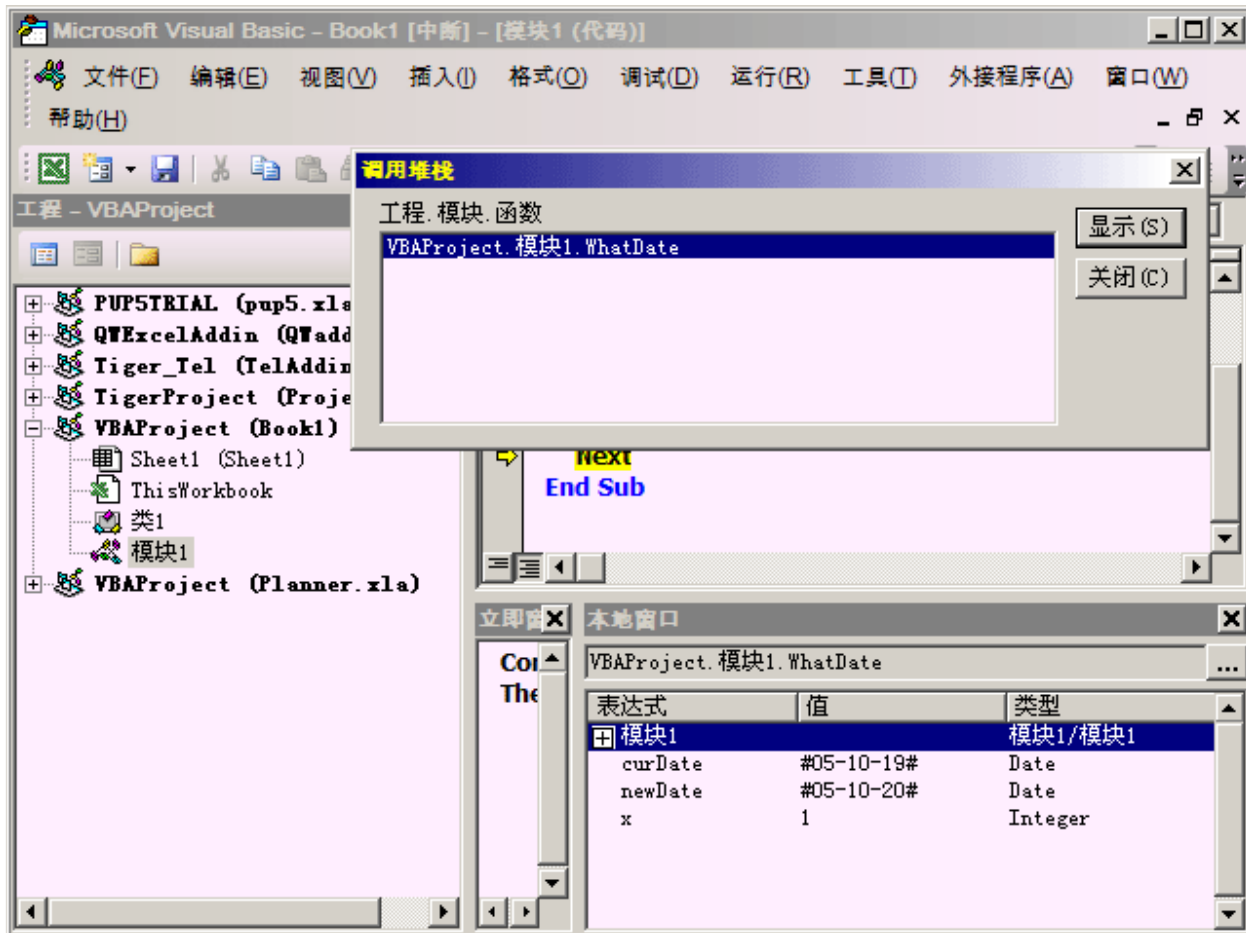 Microsoft Visual Basic - Book1 [中断] - [模块1 (代码)]
文件(F) 编辑(E) 视图(V) 插入(I) 格式(O) 调试(D) 运行(R) 工具(T) 外接程序(A) 窗口(W)
帮助(H)
调用堆栈
工程.模块.函数
VBAProject.模块1.WhatDate
显示(S)
关闭(C)
工程 - VBAProject
PUP5TRIAL (pup5.xla
QWExcelAddin (QWadd
Tiger_Tel (TelAddin
TigerProject (Proje
VBAProject (Book1)
Sheet1 (Sheet1)
ThisWorkbook
类1
模块1
VBAProject (Planner.xla)
Next
End Sub
立即窗
Cor
The
本地窗口
VBAProject.模块1.WhatDate
...
表达式 值 类型
模块1 模块1/模块1
curDate #05-10-19# Date
newDate #05-10-20# Date
x 1 Integer